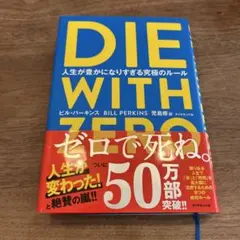 DIE
人生が豊かになりすぎる究極のルール
WITH
ビル・パーキンス BILL PERKINS 児島修 訳
ZERO
ゼロで死ね。
人生が
変わった!
と絶賛の嵐!!
ついに
50万部
突破!!